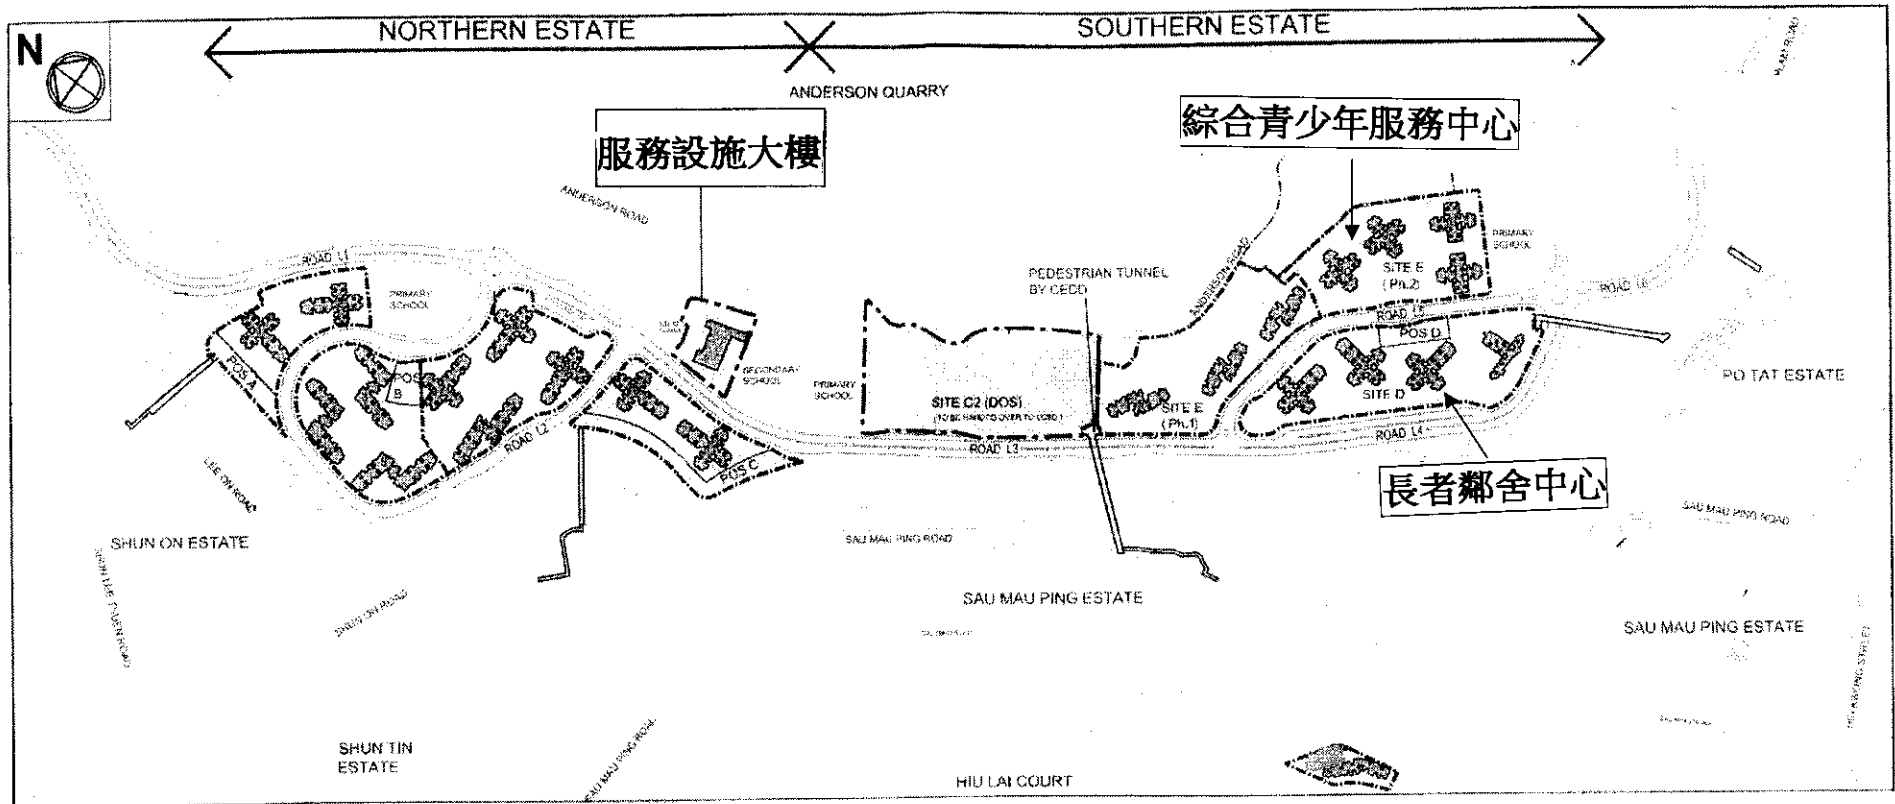 N
NORTHERN ESTATE
SOUTHERN ESTATE
ANDERSON QUARRY
服務設施大樓
綜合青少年服務中心
ANDERSON ROAD
ROAD L1
PRIMARY
SCHOOL
POS A
POS
B
ROAD L2
POS C
SECONDARY
SCHOOL
PRIMARY
SCHOOL
SITE C2 (DOS)
ROAD L3
PEDESTRIAN TUNNEL
BY CEDD
ANDERSON ROAD
SITE E
(Ph.1)
SITE E
(Ph.2)
PRIMARY
SCHOOL
POS D
SITE D
ROAD L4
長者鄰舍中心
PO TAT ESTATE
LEE ON ROAD
SHUN ON ESTATE
SHUN LEE TSUEN ROAD
SHUN ON ROAD
SAU MAU PING ROAD
SAU MAU PING ROAD
SAU MAU PING ESTATE
SAU MAU PING ESTATE
SHUN TIN
ESTATE
SAU MAU PING ROAD
HIU LAI COURT